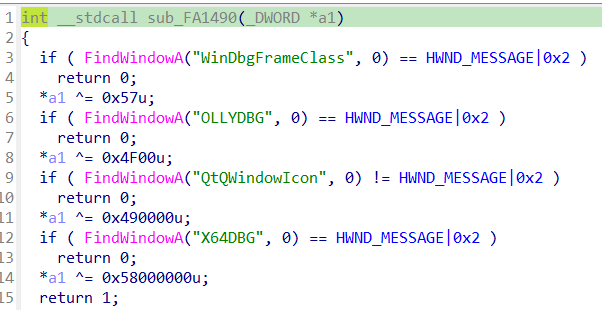 1 int __stdcall sub_FA1490(_DWORD *a1)
2 {
3 if ( FindWindowA("WinDbgFrameClass", 0) == HWND_MESSAGE|0x2 )
4 return 0;
5 *a1 ^= 0x57u;
6 if ( FindWindowA("OLLYDBG", 0) == HWND_MESSAGE|0x2 )
7 return 0;
8 *a1 ^= 0x4F00u;
9 if ( FindWindowA("QtQWindowIcon", 0) != HWND_MESSAGE|0x2 )
10 return 0;
11 *a1 ^= 0x490000u;
12 if ( FindWindowA("X64DBG", 0) == HWND_MESSAGE|0x2 )
13 return 0;
14 *a1 ^= 0x58000000u;
15 return 1;